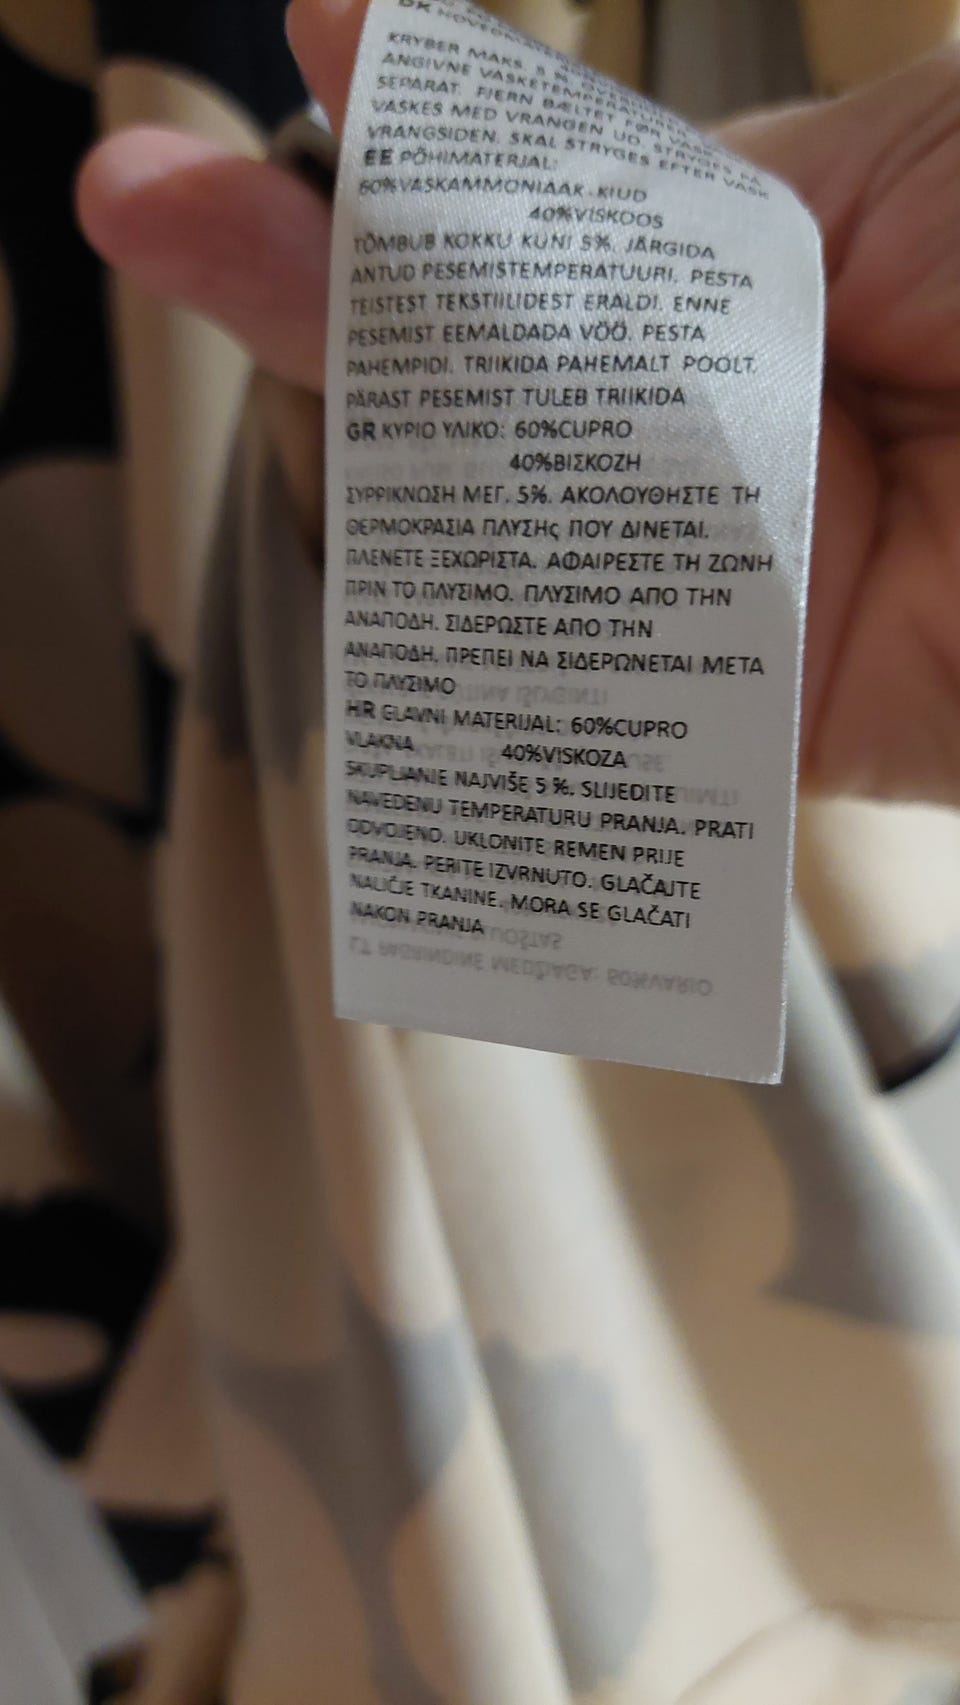 KRYBER MAKS. 5 %. OVERHOLD
ANGIVNE VASKETEMPERATURER. VASKES
SEPARAT. FJERN BÆLTET FØR VASK.
VASKES MED VRANGEN UD. STRYGES PÅ
VRANGSIDEN. SKAL STRYGES EFTER VASK
EE PÕHIMATERJAL:
60%VASKAMMONIAAK-KIUD
40%VISKOOS
TÕMBUB KOKKU KUNI 5%. JÄRGIDA
ANTUD PESEMISTEMPERATUURI. PESTA
TEISTEST TEKSTIILIDEST ERALDI. ENNE
PESEMIST EEMALDADA VÖÖ. PESTA
PAHEMPIDI. TRIIKIDA PAHEMALT POOLT.
PÄRAST PESEMIST TULEB TRIIKIDA
GR ΚΥΡΙΟ ΥΛΙΚΟ: 60%CUPRO
40%ΒΙΣΚΟΖΗ
ΣΥΡΡΙΚΝΩΣΗ ΜΕΓ. 5%. ΑΚΟΛΟΥΘΗΣΤΕ ΤΗ
ΘΕΡΜΟΚΡΑΣΙΑ ΠΛΥΣΗς ΠΟΥ ΔΙΝΕΤΑΙ.
ΠΛΕΝΕΤΕ ΞΕΧΩΡΙΣΤΑ. ΑΦΑΙΡΕΣΤΕ ΤΗ ΖΩΝΗ
ΠΡΙΝ ΤΟ ΠΛΥΣΙΜΟ. ΠΛΥΣΙΜΟ ΑΠΟ ΤΗΝ
ΑΝΑΠΟΔΗ. ΣΙΔΕΡΩΣΤΕ ΑΠΟ ΤΗΝ
ΑΝΑΠΟΔΗ. ΠΡΕΠΕΙ ΝΑ ΣΙΔΕΡΩΝΕΤΑΙ ΜΕΤΑ
ΤΟ ΠΛΥΣΙΜΟ
HR GLAVNI MATERIJAL: 60%CUPRO
VLAKNA 40%VISKOZA
SKUPLJANJE NAJVIŠE 5 %. SLIJEDITE
NAVEDENU TEMPERATURU PRANJA. PRATI
ODVOJENO. UKLONITE REMEN PRIJE
PRANJA. PERITE IZVRNUTO. GLAČAJTE
NALIČJE TKANINE. MORA SE GLAČATI
NAKON PRANJA